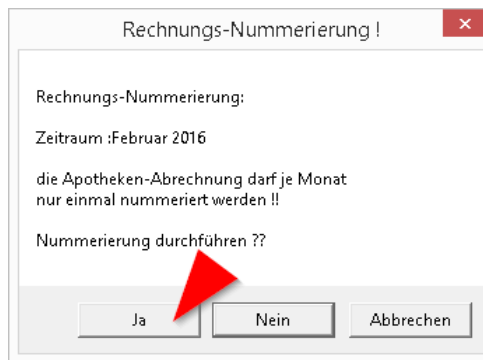 Rechnungs-Nummerierung !
Rechnungs-Nummerierung:
Zeitraum :Februar 2016
die Apotheken-Abrechnung darf je Monat
nur einmal nummeriert werden !!
Nummerierung durchführen ??
Ja Nein Abbrechen